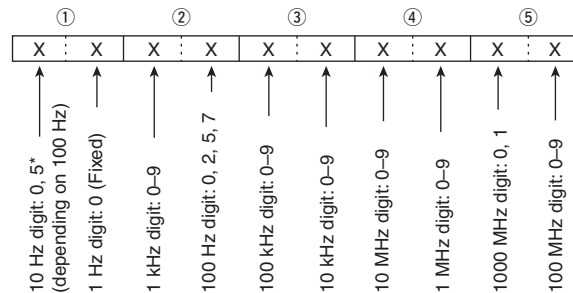 ① ② ③ ④ ⑤
X X X X X X X X X X
10 Hz digit: 0, 5*
(depending on 100 Hz)
1 Hz digit: 0 (Fixed)
1 kHz digit: 0–9
100 Hz digit: 0, 2, 5, 7
100 kHz digit: 0–9
10 kHz digit: 0–9
10 MHz digit: 0–9
1 MHz digit: 0–9
1000 MHz digit: 0, 1
100 MHz digit: 0–9